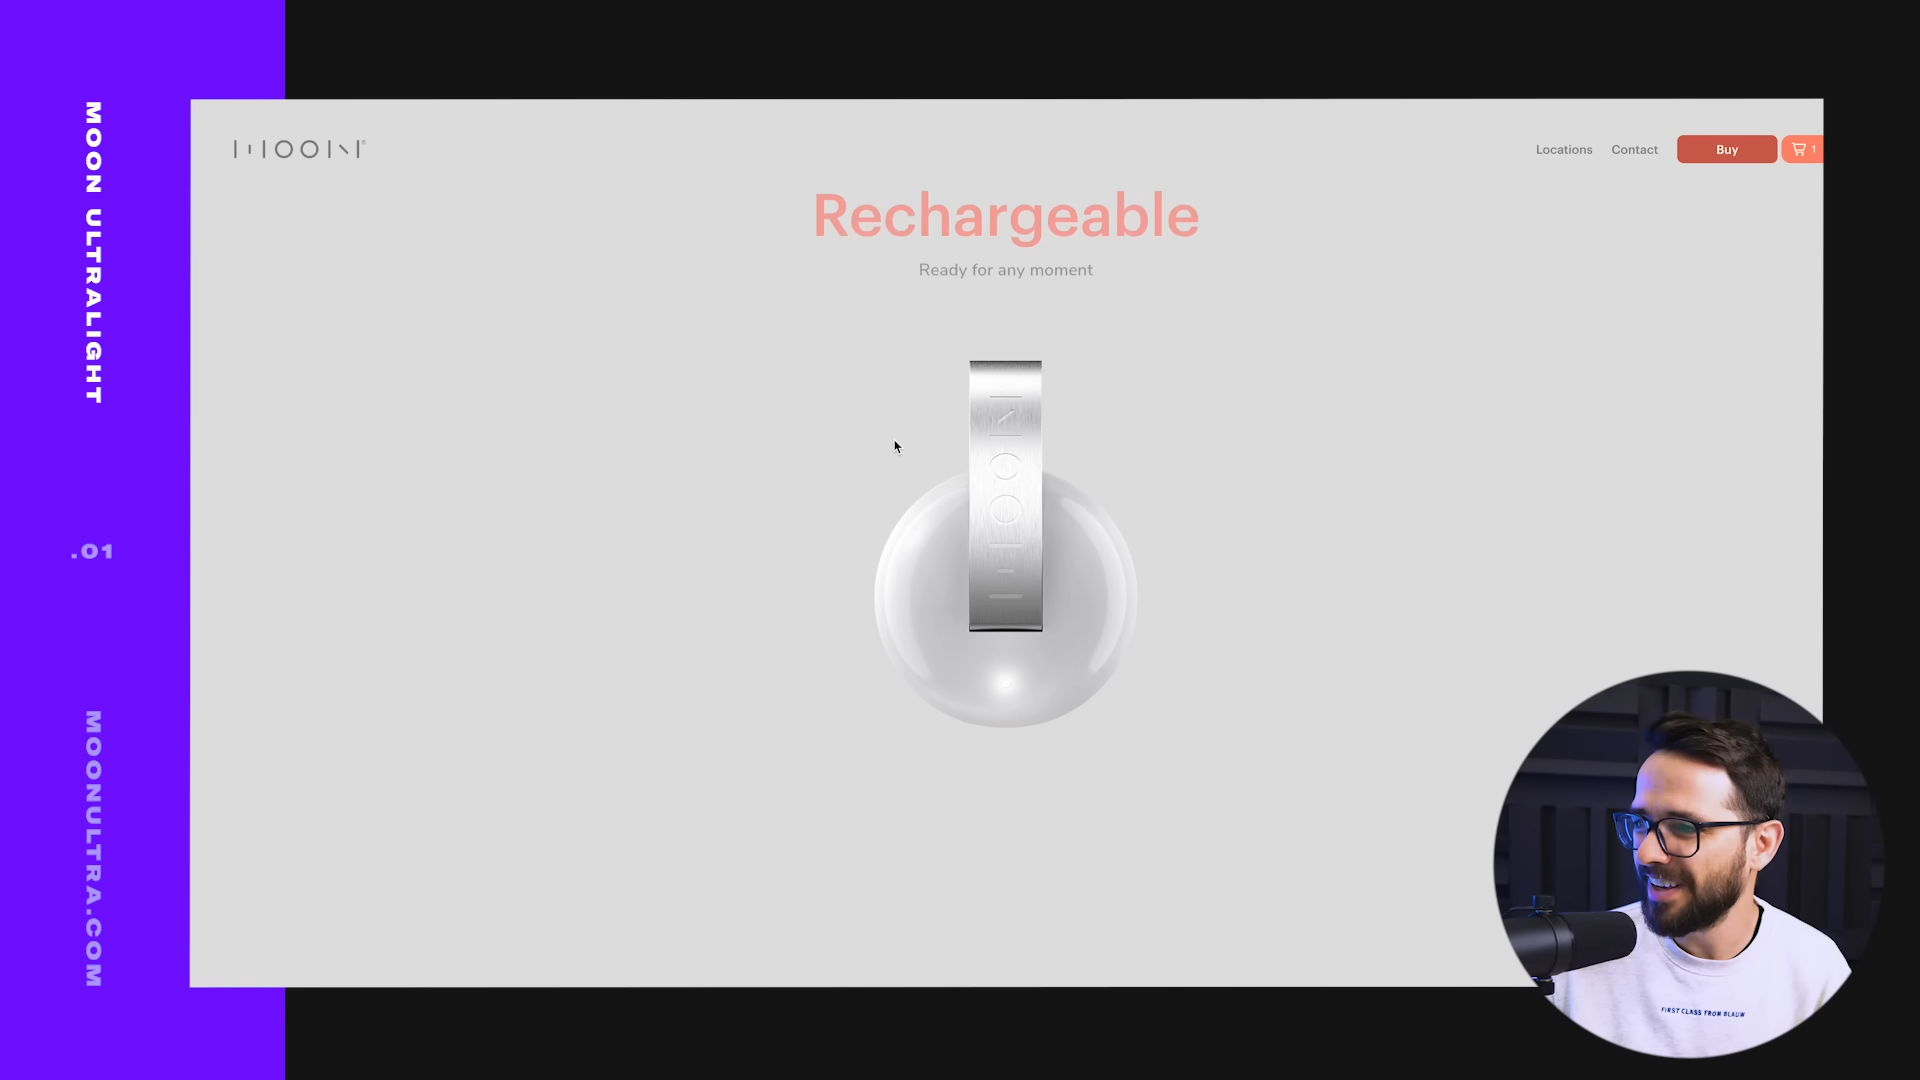 MOON ULTRALIGHT
.01
MOONULTRA.COM
MOON
Locations
Contact
Buy
1
Rechargeable
Ready for any moment
MOON
FIRST CLASS FROM BLAUW